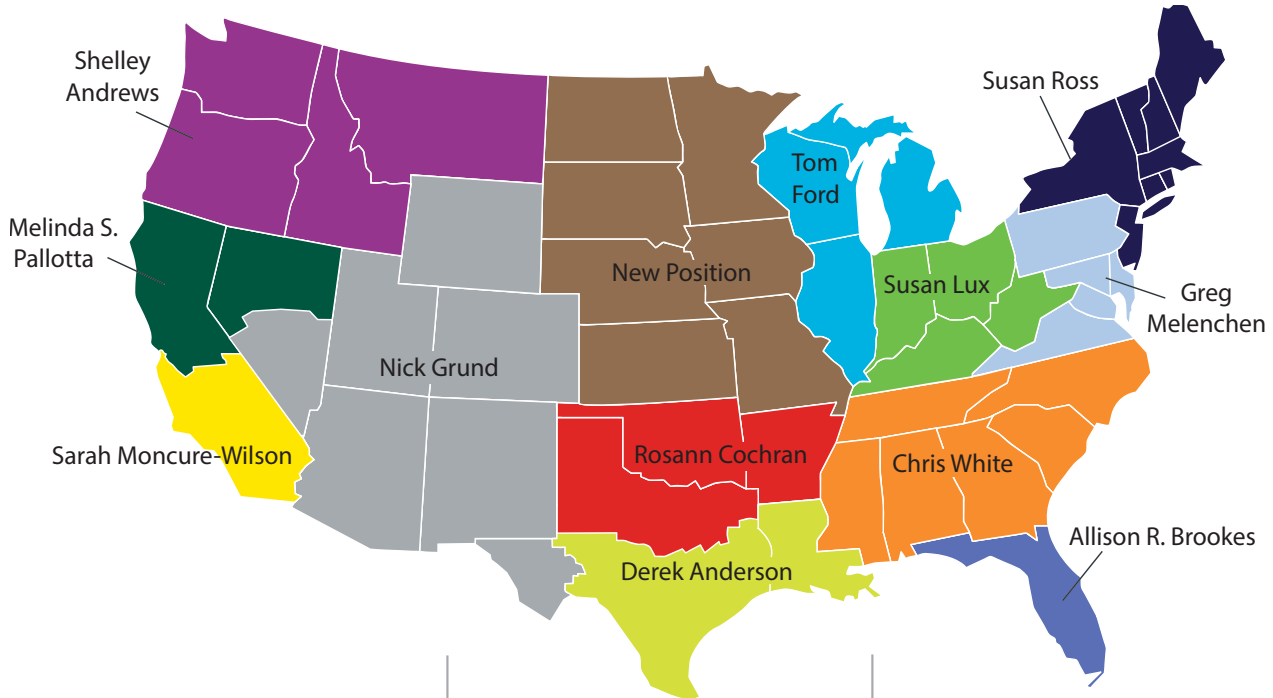 Shelley
Andrews
Susan Ross
Tom
Ford
Melinda S.
Pallotta
New Position
Susan Lux
Greg
Melenchen
Nick Grund
Sarah Moncure-Wilson
Rosann Cochran
Chris White
Allison R. Brookes
Derek Anderson